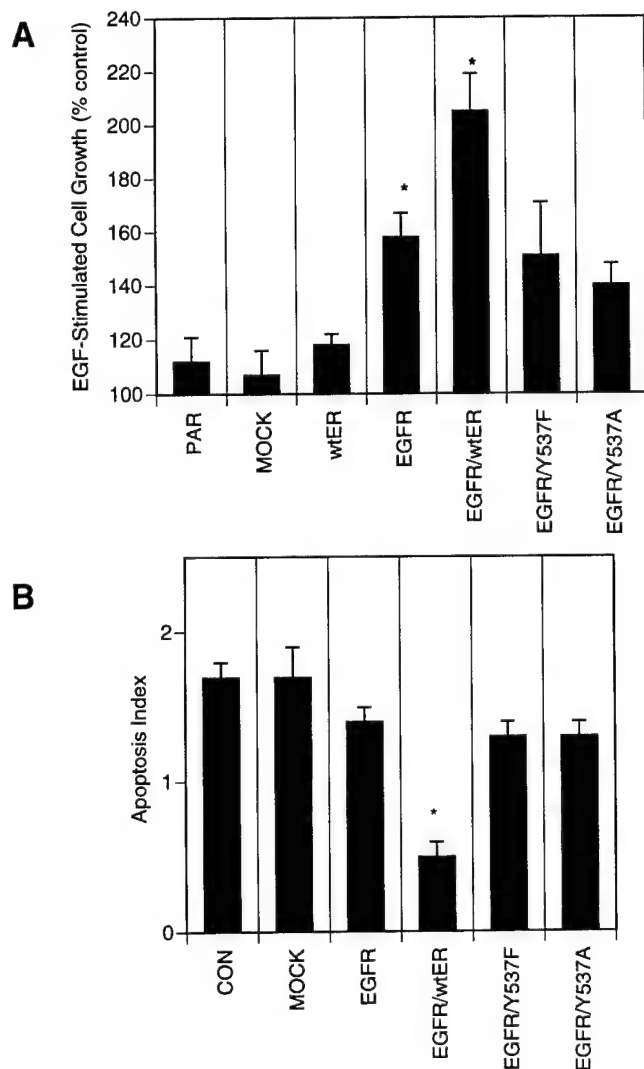 A
EGF-Stimulated Cell Growth (% control)
240
220
200
180
160
140
120
100
*
*
PAR
MOCK
wtER
EGFR
EGFR/wtER
EGFR/Y537F
EGFR/Y537A
B
Apoptosis Index
2
1
0
*
CON
MOCK
EGFR
EGFR/wtER
EGFR/Y537F
EGFR/Y537A